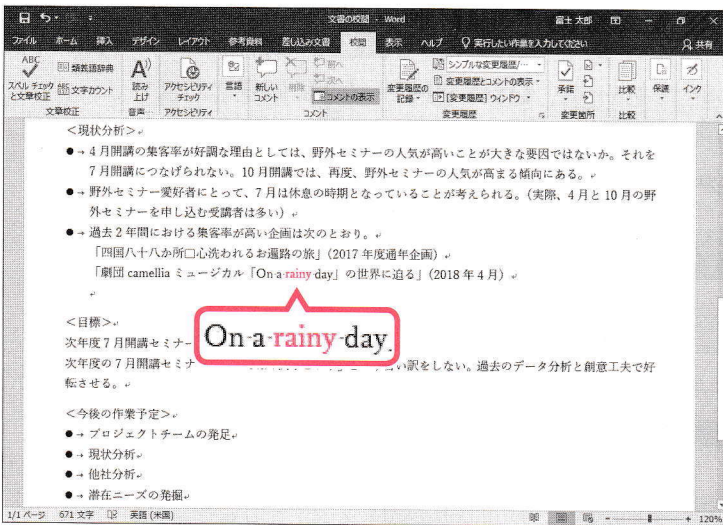 文書の校閲 - Word
富士 太郎
ファイル ホーム 挿入 デザイン レイアウト 参考資料 差し込み文書 校閲 表示 ヘルプ 実行したい作業を入力してください 共有
ABC
スペル チェックと文章校正
類義語辞典
文字カウント
文章校正
A
読み上げ
音声
アクセシビリティ チェック
アクセシビリティ
言語
新しいコメント
削除
前へ
次へ
コメントの表示
コメント
変更履歴の記録
シンプルな変更履歴/…
変更履歴とコメントの表示
[変更履歴] ウィンドウ
変更履歴
承諾
変更箇所
比較
比較
保護
インク
<現状分析>
●→4月開講の集客率が好調な理由としては、野外セミナーの人気が高いことが大きな要因ではないか。それを
7月開講につなげられない。10月開講では、再度、野外セミナーの人気が高まる傾向にある。
●→野外セミナー愛好者にとって、7月は休息の時期となっていることが考えられる。(実際、4月と10月の野
外セミナーを申し込む受講者は多い)
●→過去2年間における集客率が高い企画は次のとおり。
「四国八十八か所□心洗われるお遍路の旅」(2017年度通年企画)
「劇団 camellia ミュージカル「On·a·rainy·day」の世界に迫る」(2018年4月)
On·a·rainy·day
<目標>
次年度7月開講セミナー
次年度の7月開講セミナ
い訳をしない。過去のデータ分析と創意工夫で好
転させる。
<今後の作業予定>
●→プロジェクトチームの発足
●→現状分析
●→他社分析
●→潜在ニーズの発掘
1/1 ページ 671 文字 英語 (米国) 120%